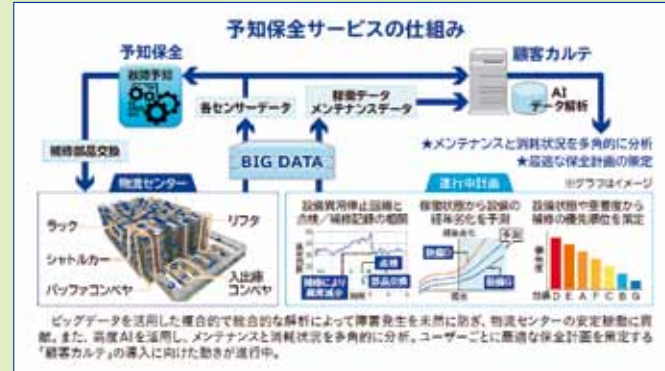 予知保全サービスの仕組み
予知保全
故障予知
顧客カルテ
各センサーデータ
稼働データ
メンテナンスデータ
AI
データ解析
補修部品交換
BIG DATA
★メンテナンスと消耗状況を多角的に分析
★最適な保全計画の策定
物流センター
進行中計画
※グラフはイメージ
ラック
リフタ
シャトルカー
バッファコンベヤ
入出庫
コンベヤ
設備異常停止回数と
点検/補修記録の相関
点検
部品交換
稼働状態から設備の
経年劣化を予測
予測
設備状態や重要度から
補修の優先順位を策定
優先度
設備 D E A F C B G
ビッグデータを活用した複合的で総合的な解析によって障害発生を未然に防ぎ、物流センターの安定稼動に貢
献。また、高度AIを活用し、メンテナンスと消耗状況を多角的に分析。ユーザーごとに最適な保全計画を策定する
「顧客カルテ」の導入に向けた動きが進行中。